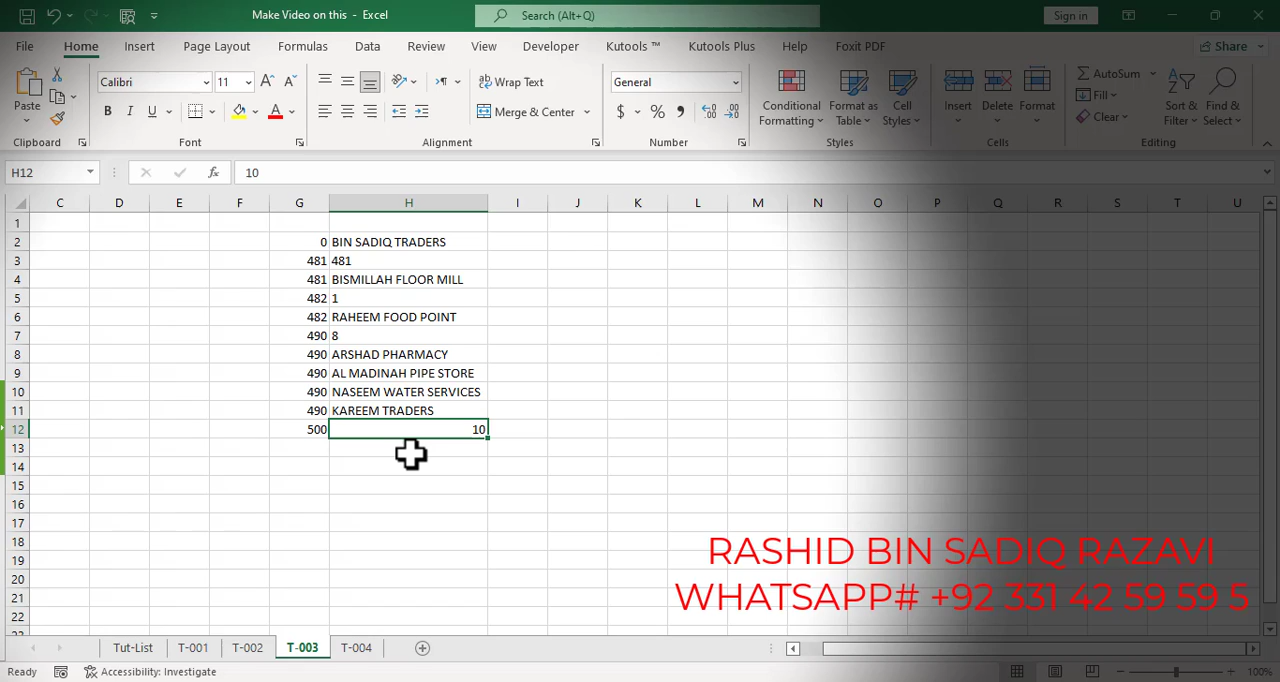 Make Video on this - Excel
Search (Alt+Q)
Sign in
File Home Insert Page Layout Formulas Data Review View Developer Kutools ™ Kutools Plus Help Foxit PDF Share
Paste
Calibri 11
Wrap Text
General
B I U
Merge & Center
$ % ,
Conditional Formatting
Format as Table
Cell Styles
Insert Delete Format
AutoSum
Fill
Clear
Sort & Filter
Find & Select
Clipboard Font Alignment Number Styles Cells Editing
H12 fx 10
C D E F G H I J K L M N O P Q R S T U
1
2 0 BIN SADIQ TRADERS
3 481 481
4 481 BISMILLAH FLOOR MILL
5 482 1
6 482 RAHEEM FOOD POINT
7 490 8
8 490 ARSHAD PHARMACY
9 490 AL MADINAH PIPE STORE
10 490 NASEEM WATER SERVICES
11 490 KAREEM TRADERS
12 500 10
13
14
15
16
17
18
19
20
21
22
23
RASHID BIN SADIQ RAZAVI
WHATSAPP# +92 331 42 59 59 5
Tut-List T-001 T-002 T-003 T-004
Ready Accessibility: Investigate 100%